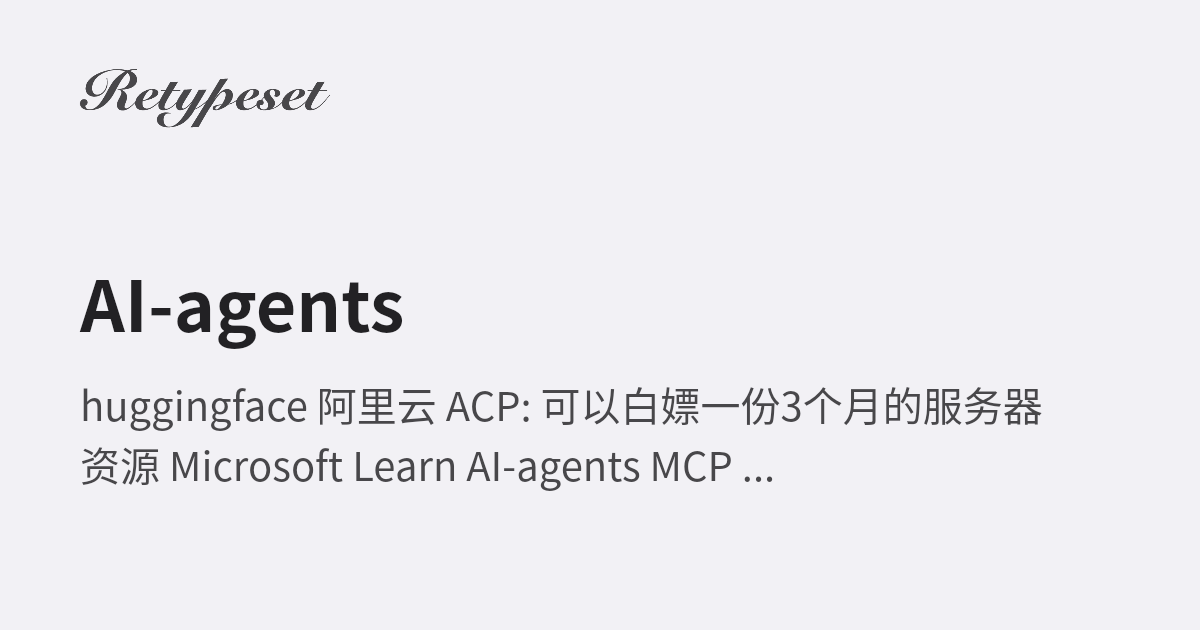 Retypeset
AI-agents
huggingface 阿里云 ACP: 可以白嫖一份3个月的服务器
资源 Microsoft Learn AI-agents MCP ...